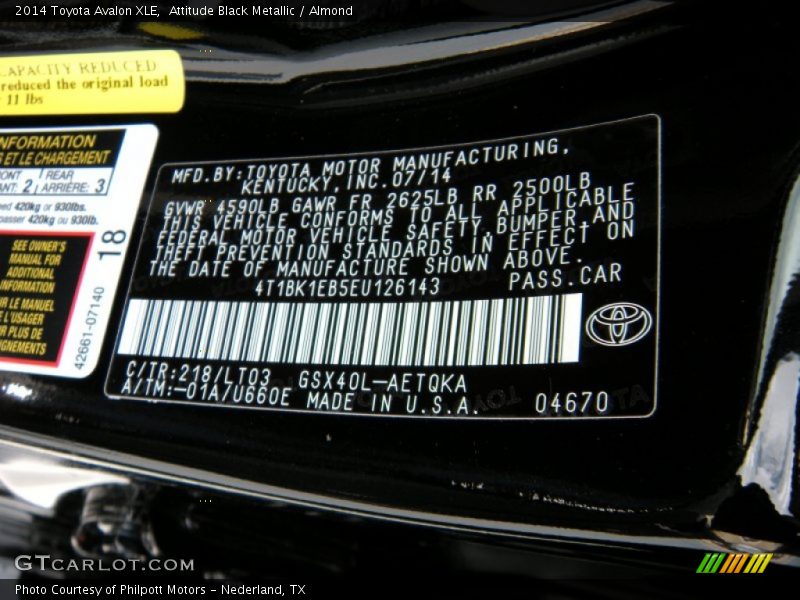 2014 Toyota Avalon XLE,  Attitude Black Metallic / Almond
CAPACITY REDUCED
reduced the original load
11 lbs
INFORMATION
ET LE CHARGEMENT
REAR
2 ARRIÈRE: 3
420kg or 930lbs.
passer 420kg ou 930lb.
SEE OWNER'S
MANUAL FOR
ADDITIONAL
INFORMATION
LE MANUEL
L'USAGER
PLUS DE
42661-07140
18
MFD.BY:TOYOTA MOTOR MANUFACTURING,
KENTUCKY,INC.07/14
GVWR 4590LB GAWR FR 2625LB RR 2500LB
THIS VEHICLE CONFORMS TO ALL APPLICABLE
FEDERAL MOTOR VEHICLE SAFETY,BUMPER,AND
THEFT PREVENTION STANDARDS IN EFFECT ON
THE DATE OF MANUFACTURE SHOWN ABOVE.
4T1BK1EB5EU126143 PASS.CAR
C/TR:218/LT03 GSX40L-AETQKA
A/TM:-01A/U660E MADE IN U.S.A. 04670
GTCARLOT.COM
Photo Courtesy of Philpott Motors - Nederland, TX